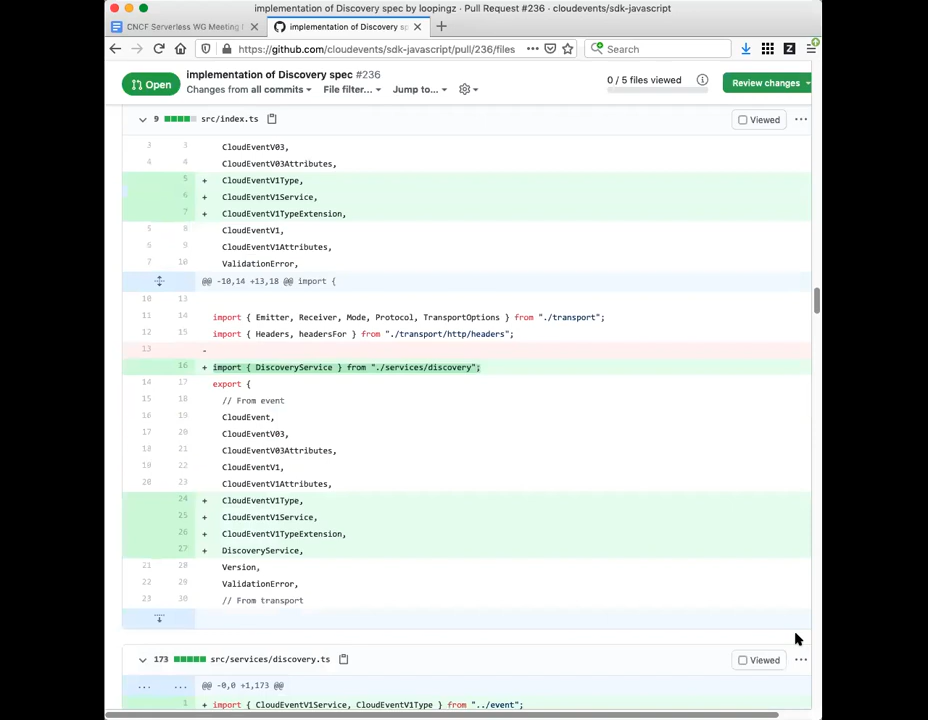 implementation of Discovery spec by loopingz · Pull Request #236 · cloudevents/sdk-javascript
CNCF Serverless WG Meeting
implementation of Discovery sp
https://github.com/cloudevents/sdk-javascript/pull/236/files
Search
Open
implementation of Discovery spec #236
Changes from all commits
File filter...
Jump to...
0 / 5 files viewed
Review changes
9 src/index.ts
Viewed
3 3 CloudEventV03,
4 4 CloudEventV03Attributes,
5 + CloudEventV1Type,
6 + CloudEventV1Service,
7 + CloudEventV1TypeExtension,
5 8 CloudEventV1,
6 9 CloudEventV1Attributes,
7 10 ValidationError,
@@ -10,14 +13,18 @@ import {
10 13
11 14 import { Emitter, Receiver, Mode, Protocol, TransportOptions } from "./transport";
12 15 import { Headers, headersFor } from "./transport/http/headers";
13 -
16 + import { DiscoveryService } from "./services/discovery";
14 17 export {
15 18 // From event
16 19 CloudEvent,
17 20 CloudEventV03,
18 21 CloudEventV03Attributes,
19 22 CloudEventV1,
20 23 CloudEventV1Attributes,
24 + CloudEventV1Type,
25 + CloudEventV1Service,
26 + CloudEventV1TypeExtension,
27 + DiscoveryService,
21 28 Version,
22 29 ValidationError,
23 30 // From transport
173 src/services/discovery.ts
Viewed
... ... @@ -0,0 +1,173 @@
1 + import { CloudEventV1Service, CloudEventV1Type } from "../event";